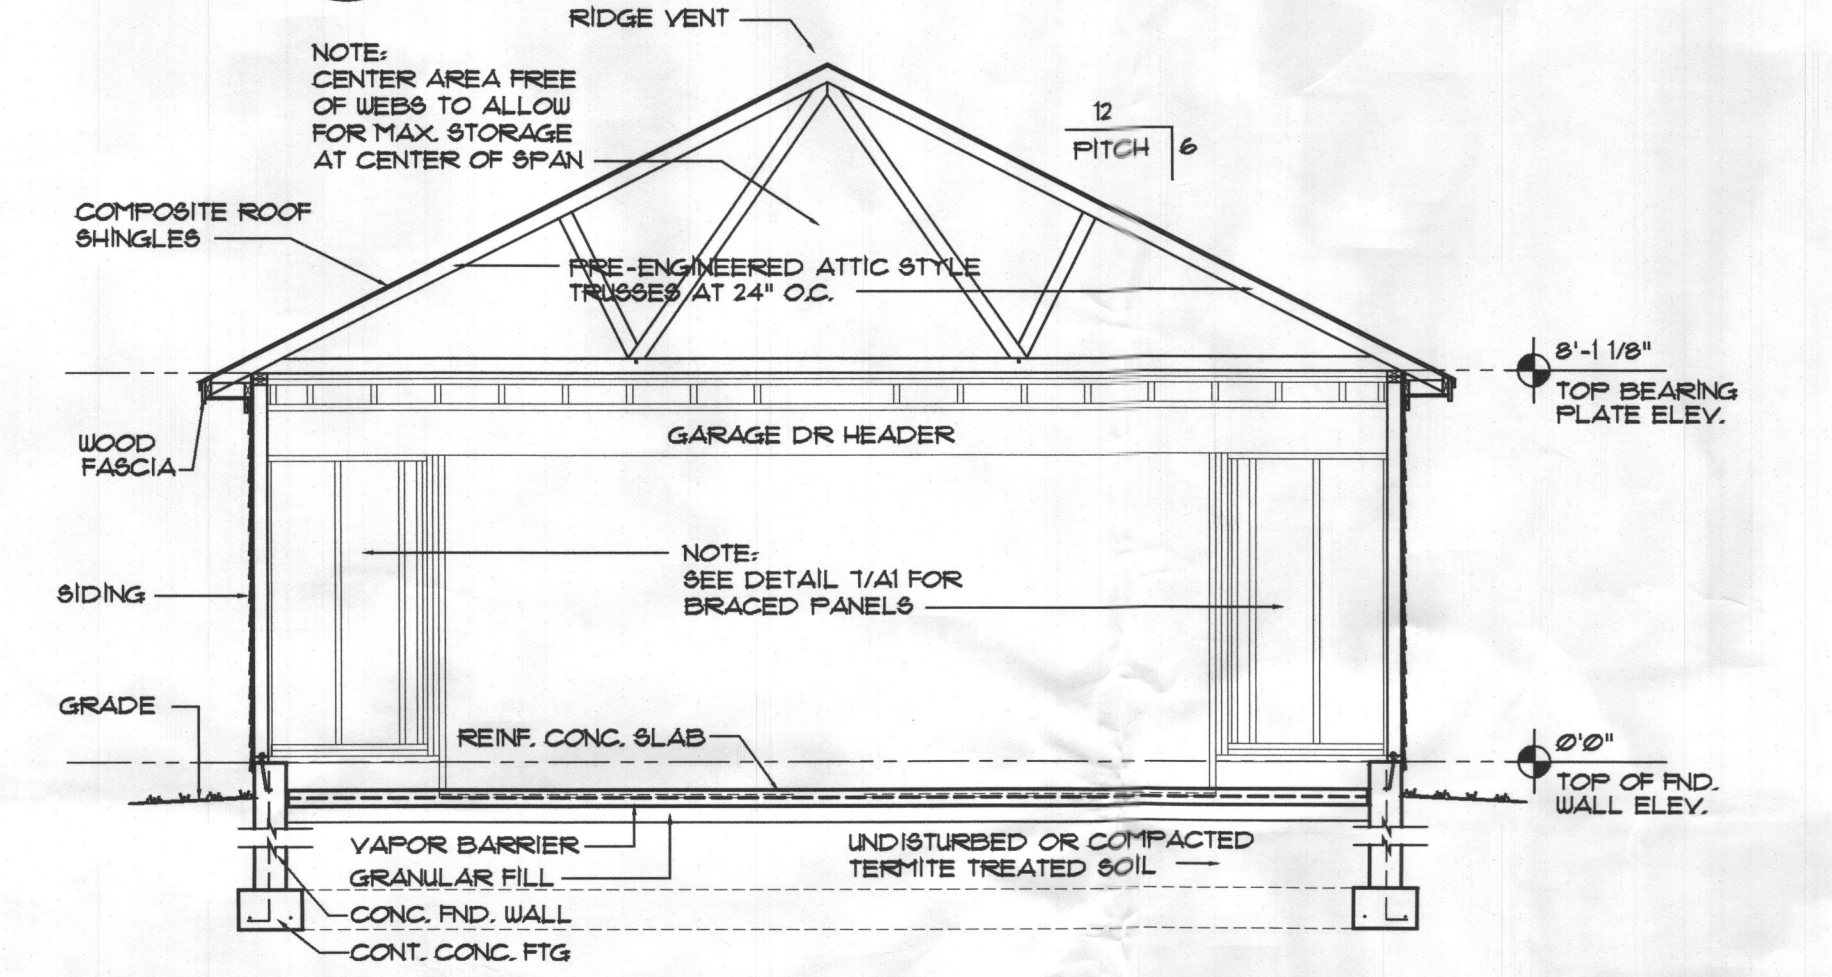 RIDGE VENT
NOTE:
CENTER AREA FREE
OF WEBS TO ALLOW
FOR MAX. STORAGE
AT CENTER OF SPAN
12
PITCH 6
COMPOSITE ROOF
SHINGLES
PRE-ENGINEERED ATTIC STYLE
TRUSSES AT 24" O.C.
8'-1 1/8"
TOP BEARING
PLATE ELEV.
WOOD
FASCIA
GARAGE DR HEADER
NOTE:
SEE DETAIL 7/A1 FOR
BRACED PANELS
SIDING
GRADE
REINF. CONC. SLAB
0'0"
TOP OF FND.
WALL ELEV.
VAPOR BARRIER
GRANULAR FILL
UNDISTURBED OR COMPACTED
TERMITE TREATED SOIL
CONC. FND. WALL
CONT. CONC. FTG